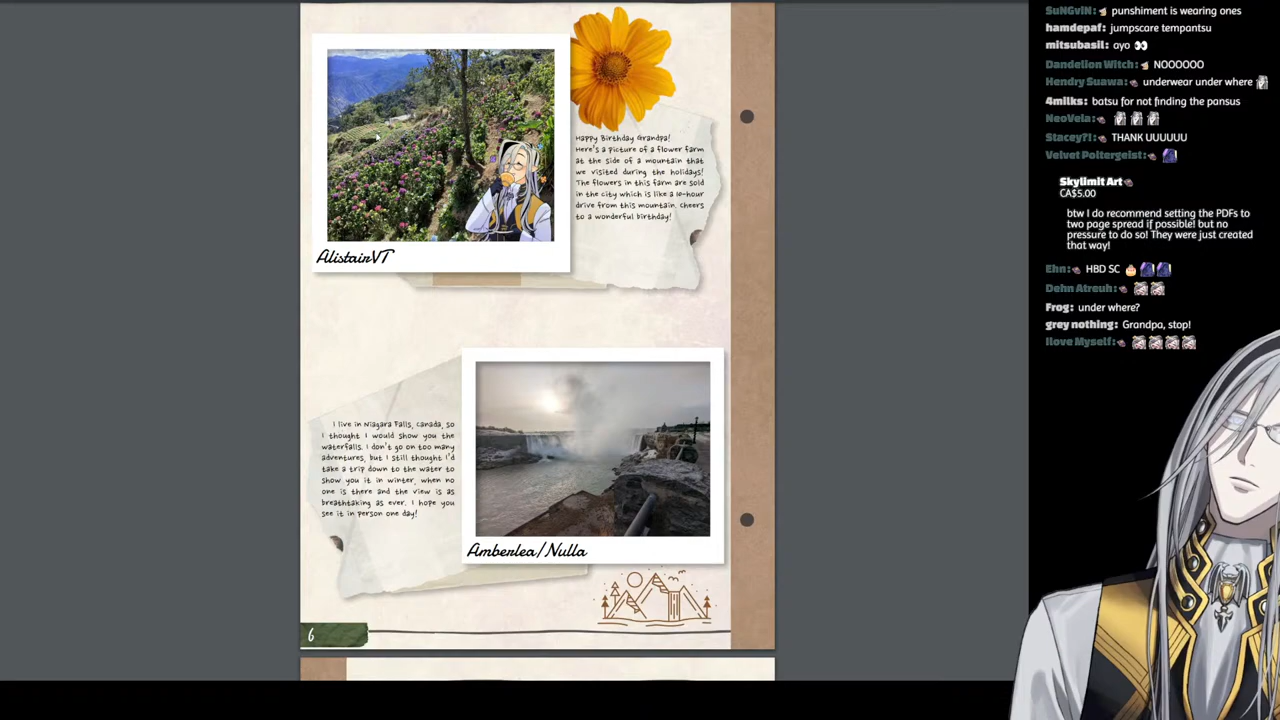 Happy Birthday Grandpa!
Here's a picture of a flower farm
at the side of a mountain that
we visited during the holidays!
The flowers in this farm are sold
in the city which is like a 10-hour
drive from this mountain. Cheers
to a wonderful birthday!
AlistairVT
I live in Niagara Falls, Canada, so
I thought I would show you the
waterfalls. I don't go on too many
adventures, but I still thought I'd
take a trip down to the water to
show you it in winter, when no
one is there and the view is as
breathtaking as ever. I hope you
see it in person one day!
Amberlea/Nulla
6
SuNGviN: punshiment is wearing ones
hamdepaf: jumpscare tempantsu
mitsubasil: ayo
Dandelion Witch: NOOOOOO
Hendry Suawa: underwear under where
4milks: batsu for not finding the pansus
NeoVela:
Stacey?!: THANK UUUUUU
Velvet Poltergeist:
Skylimit Art
CA$5.00
btw I do recommend setting the PDFs to
two page spread if possible! but no
pressure to do so! They were just created
that way!
Ehn: HBD SC
Dehn Atreuh:
Frog: under where?
grey nothing: Grandpa, stop!
Ilove Myself: